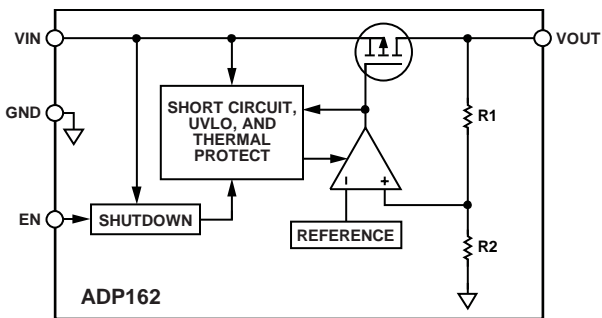 VIN
VOUT
GND
SHORT CIRCUIT,
UVLO, AND
THERMAL
PROTECT
R1
EN
SHUTDOWN
REFERENCE
R2
ADP162